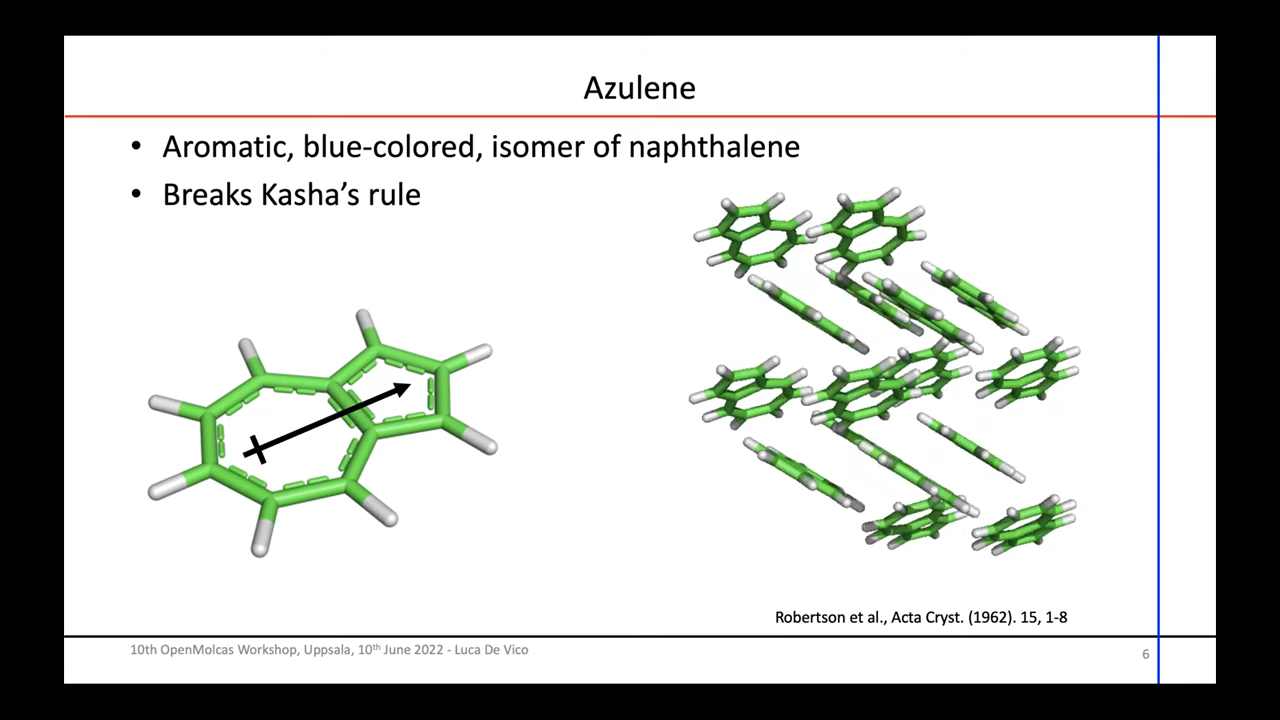 Azulene
• Aromatic, blue-colored, isomer of naphthalene
• Breaks Kasha’s rule
Robertson et al., Acta Cryst. (1962). 15, 1-8
10th OpenMolcas Workshop, Uppsala, 10th June 2022 - Luca De Vico
6